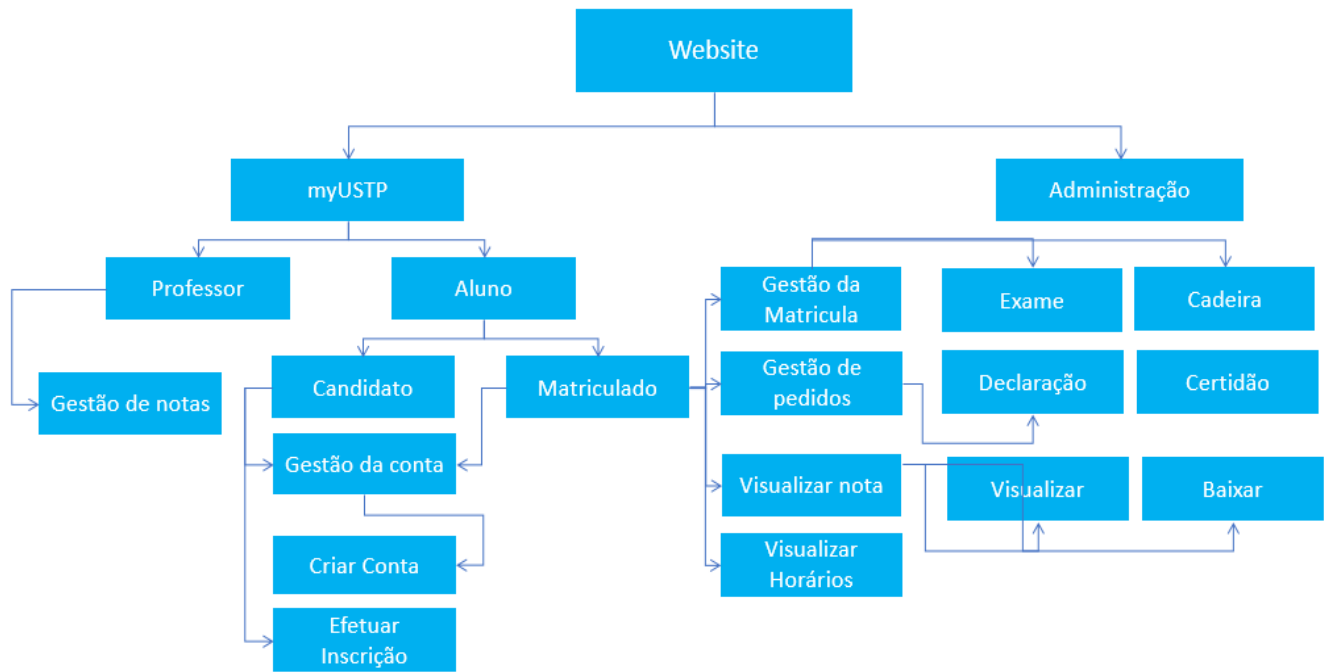 Website
myUSTP
Administração
Professor
Aluno
Gestão da
Matricula
Exame
Cadeira
Gestão de notas
Candidato
Matriculado
Gestão de
pedidos
Declaração
Certidão
Gestão da conta
Visualizar nota
Visualizar
Baixar
Criar Conta
Visualizar
Horários
Efetuar
Inscrição